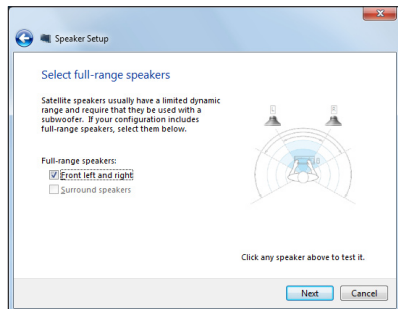 Speaker Setup
Select full-range speakers
Satellite speakers usually have a limited dynamic
range and require that they be used with a
subwoofer. If your configuration includes
full-range speakers, select them below.
L R
Full-range speakers:
Front left and right
Surround speakers
Click any speaker above to test it.
Next Cancel